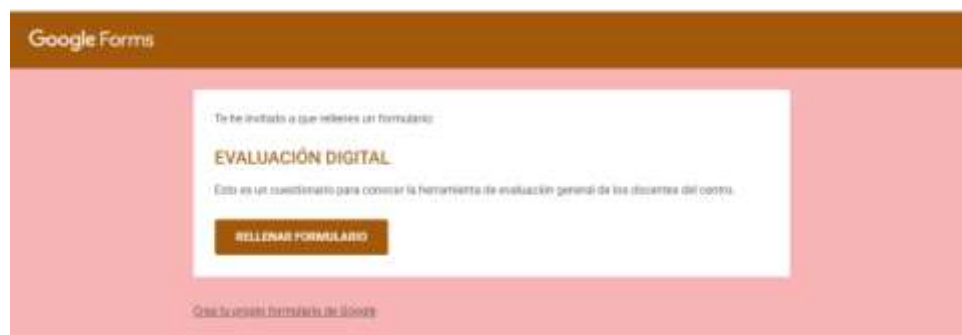 Google Forms
Te he invitado a que rellenes un formulario:
EVALUACIÓN DIGITAL
Esto es un cuestionario para conocer la herramienta de evaluación general de los docentes del centro.
RELLENAR FORMULARIO
Crea tu propio formulario de Google